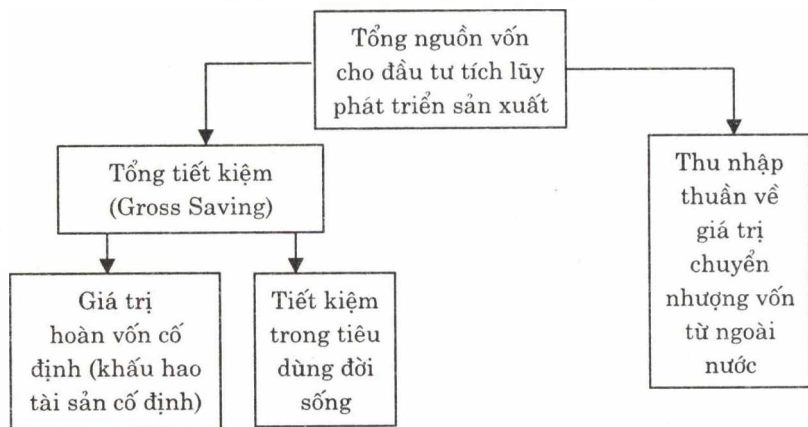 Tổng nguồn vốn
cho đầu tư tích lũy
phát triển sản xuất
Tổng tiết kiệm
(Gross Saving)
Thu nhập
thuần về
giá trị
chuyển
nhượng vốn
từ ngoài
nước
Giá trị
hoàn vốn cố
định (khấu hao
tài sản cố định)
Tiết kiệm
trong tiêu
dùng đời
sống